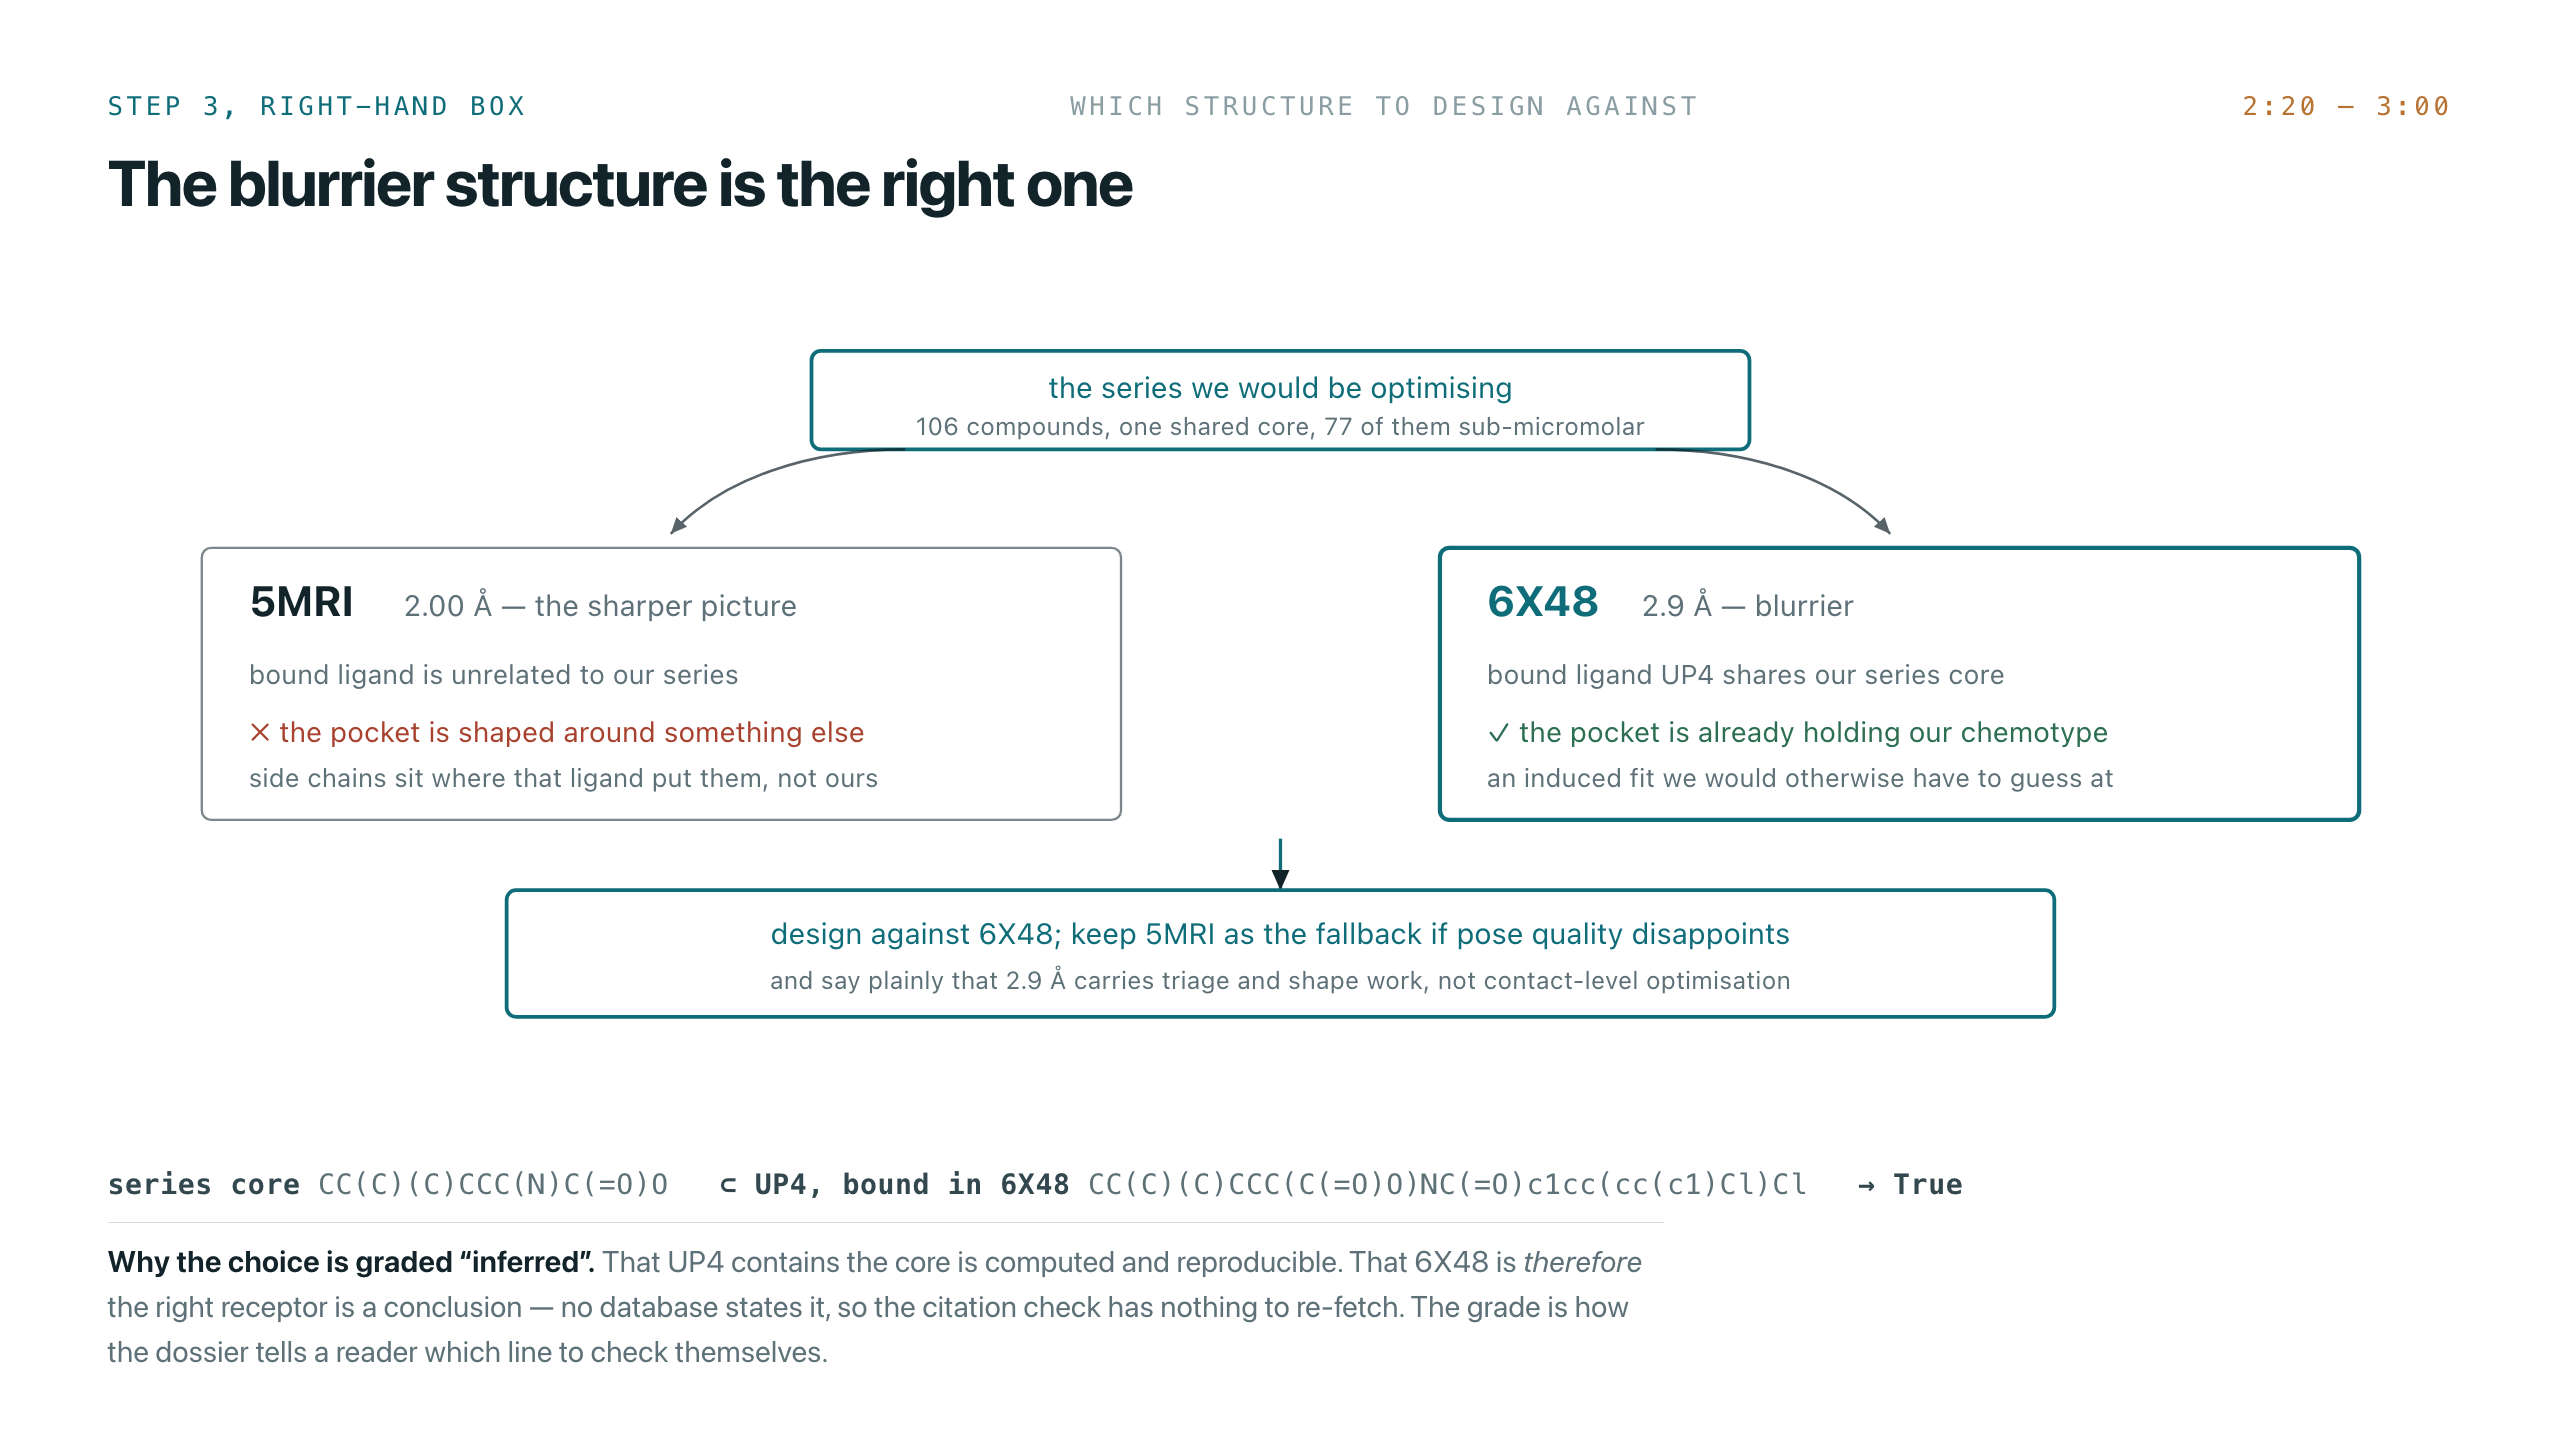 STEP 3, RIGHT-HAND BOX
WHICH STRUCTURE TO DESIGN AGAINST
2:20 – 3:00
The blurrier structure is the right one
the series we would be optimising
106 compounds, one shared core, 77 of them sub-micromolar
5MRI 2.00 Å — the sharper picture
bound ligand is unrelated to our series
✕ the pocket is shaped around something else
side chains sit where that ligand put them, not ours
6X48 2.9 Å — blurrier
bound ligand UP4 shares our series core
✓ the pocket is already holding our chemotype
an induced fit we would otherwise have to guess at
design against 6X48; keep 5MRI as the fallback if pose quality disappoints
and say plainly that 2.9 Å carries triage and shape work, not contact-level optimisation
series core CC(C)(C)CCC(N)C(=O)O ⊂ UP4, bound in 6X48 CC(C)(C)CCC(C(=O)O)NC(=O)c1cc(cc(c1)Cl)Cl → True
Why the choice is graded “inferred”. That UP4 contains the core is computed and reproducible. That 6X48 is therefore
the right receptor is a conclusion — no database states it, so the citation check has nothing to re-fetch. The grade is how
the dossier tells a reader which line to check themselves.